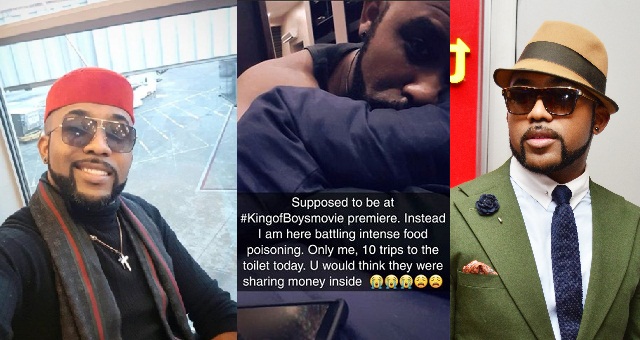 Supposed to be at
#KingofBoysmovie premiere. Instead
I am here battling intense food
poisoning. Only me, 10 trips to the
toilet today. U would think they were
sharing money inside 😭😭😭😩😩